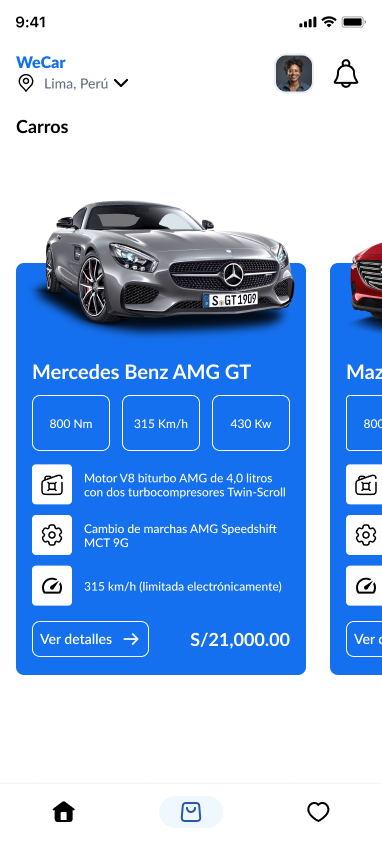 9:41
WeCar
Lima, Perú
Carros
S·GT1909
Mercedes Benz AMG GT
Maz
800 Nm
315 Km/h
430 Kw
800
Motor V8 biturbo AMG de 4,0 litros
con dos turbocompresores Twin-Scroll
Cambio de marchas AMG Speedshift
MCT 9G
315 km/h (limitada electrónicamente)
Ver detalles
S/21,000.00
Ver d